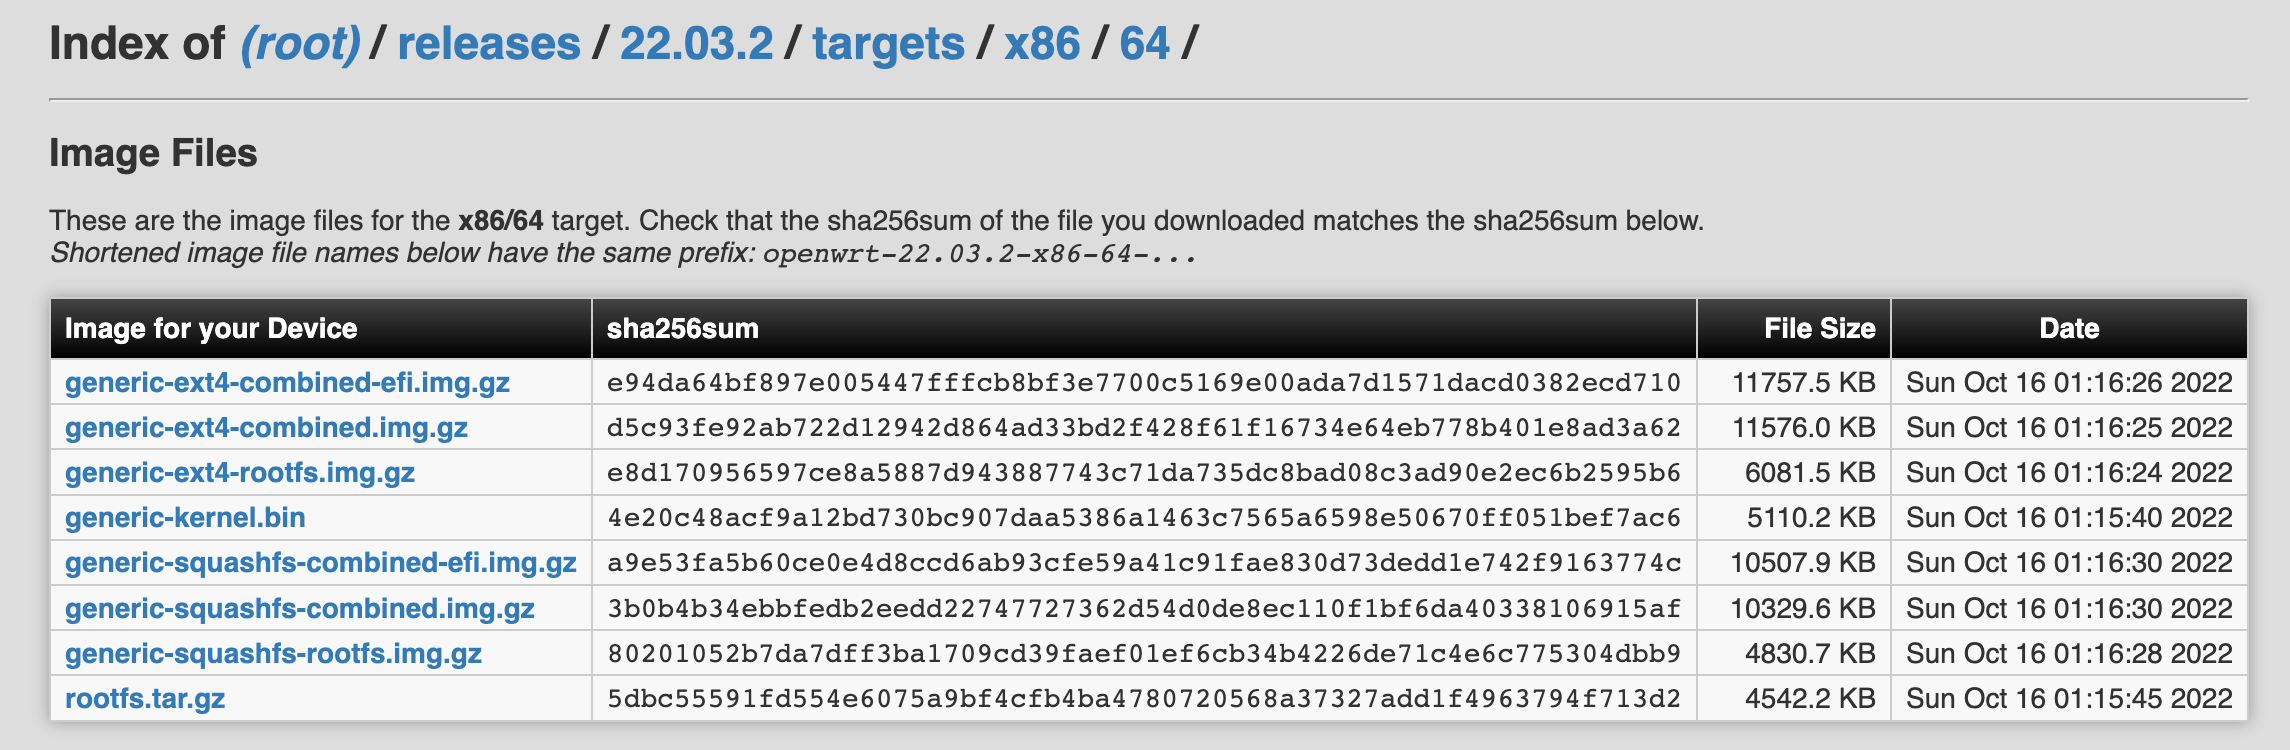 Index of (root) / releases / 22.03.2 / targets / x86 / 64 /
Image Files
These are the image files for the x86/64 target. Check that the sha256sum of the file you downloaded matches the sha256sum below.
Shortened image file names below have the same prefix: openwrt-22.03.2-x86-64-...
Image for your Device sha256sum File Size Date
generic-ext4-combined-efi.img.gz e94da64bf897e005447fffcb8bf3e7700c5169e00ada7d1571dacd0382ecd710 11757.5 KB Sun Oct 16 01:16:26 2022
generic-ext4-combined.img.gz d5c93fe92ab722d12942d864ad33bd2f428f61f16734e64eb778b401e8ad3a62 11576.0 KB Sun Oct 16 01:16:25 2022
generic-ext4-rootfs.img.gz e8d170956597ce8a5887d943887743c71da735dc8bad08c3ad90e2ec6b2595b6 6081.5 KB Sun Oct 16 01:16:24 2022
generic-kernel.bin 4e20c48acf9a12bd730bc907daa5386a1463c7565a6598e50670ff051bef7ac6 5110.2 KB Sun Oct 16 01:15:40 2022
generic-squashfs-combined-efi.img.gz a9e53fa5b60ce0e4d8ccd6ab93cfe59a41c91fae830d73dedd1e742f9163774c 10507.9 KB Sun Oct 16 01:16:30 2022
generic-squashfs-combined.img.gz 3b0b4b34ebbfedb2eedd22747727362d54d0de8ec110f1bf6da40338106915af 10329.6 KB Sun Oct 16 01:16:30 2022
generic-squashfs-rootfs.img.gz 80201052b7da7dff3ba1709cd39faef01ef6cb34b4226de71c4e6c775304dbb9 4830.7 KB Sun Oct 16 01:16:28 2022
rootfs.tar.gz 5dbc55591fd554e6075a9bf4cfb4ba4780720568a37327add1f4963794f713d2 4542.2 KB Sun Oct 16 01:15:45 2022